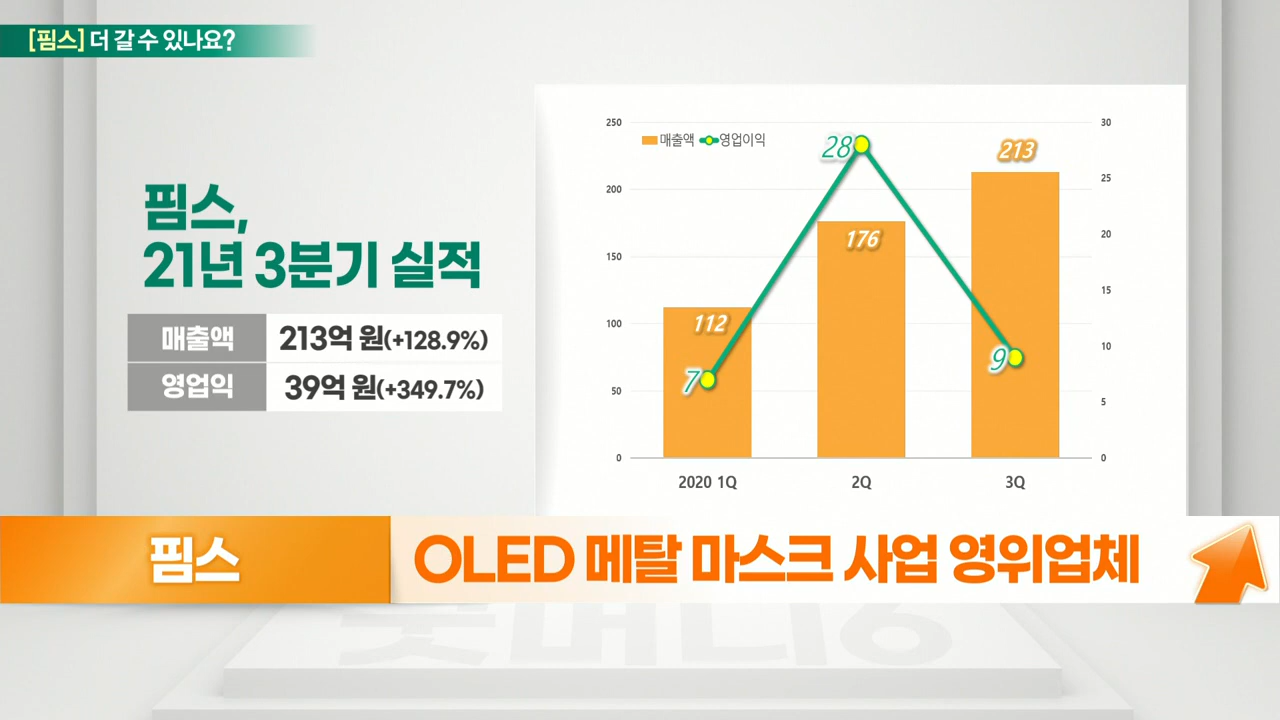 [핌스] 더 갈 수 있나요?
핌스,
21년 3분기 실적
매출액 213억 원(+128.9%)
영업익 39억 원(+349.7%)
매출액 영업이익
250
200
150
100
50
0
30
25
20
15
10
5
0
112
176
213
7
28
9
2020 1Q 2Q 3Q
핌스
OLED 메탈 마스크 사업 영위업체
굿머니6